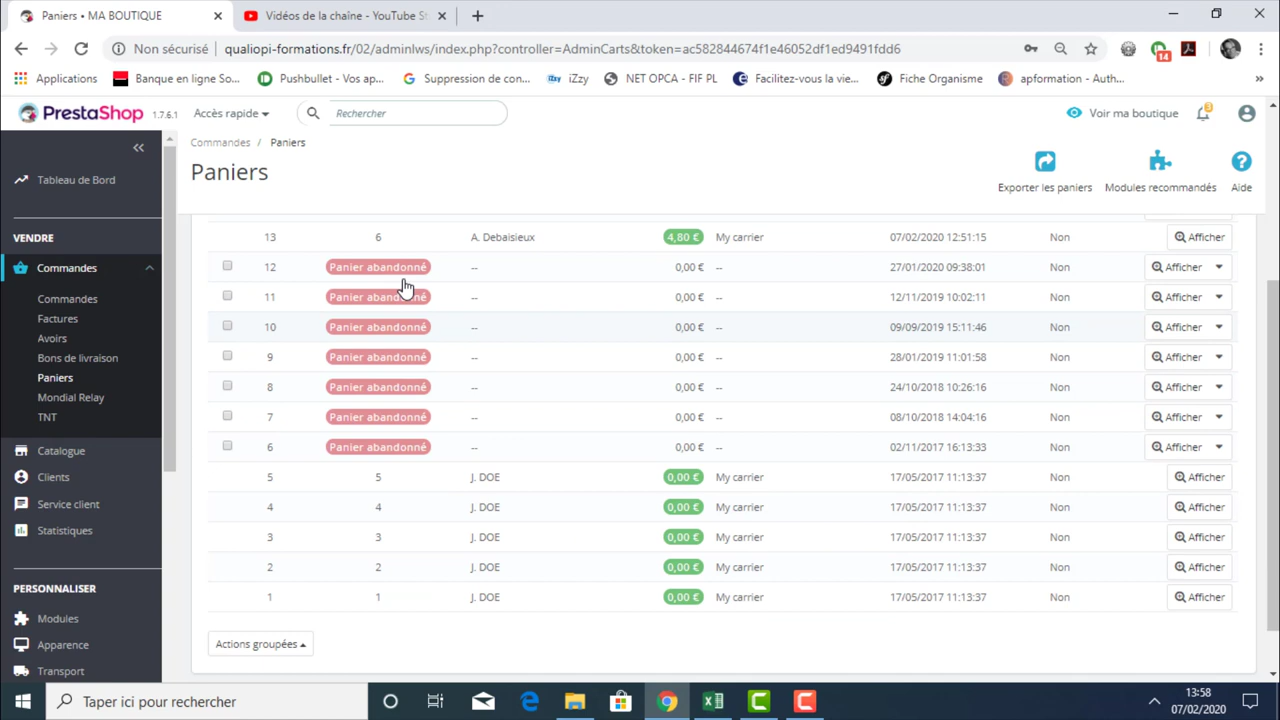 Paniers • MA BOUTIQUE
Vidéos de la chaîne - YouTube St
Non sécurisé
qualiopi-formations.fr/02/adminlws/index.php?controller=AdminCarts&token=ac582844674f1e46052df1ed9491fdd6
14
Applications
Banque en ligne So...
Pushbullet - Vos ap...
Suppression de con...
ebay iZzy
NET OPCA - FIF PL
Facilitez-vous la vie...
Fiche Organisme
apformation - Auth...
»
PrestaShop 1.7.6.1
Accès rapide
Rechercher
Voir ma boutique
3
Commandes / Paniers
Paniers
Exporter les paniers
Modules recommandés
Aide
Tableau de Bord
VENDRE
Commandes
Commandes
Factures
Avoirs
Bons de livraison
Paniers
Mondial Relay
TNT
Catalogue
Clients
Service client
Statistiques
PERSONNALISER
Modules
Apparence
Transport
13 6 A. Debaisieux 4,80 € My carrier 07/02/2020 12:51:15 Non Afficher
12 Panier abandonné -- 0,00 € -- 27/01/2020 09:38:01 Non Afficher
11 Panier abandonné -- 0,00 € -- 12/11/2019 10:02:11 Non Afficher
10 Panier abandonné -- 0,00 € -- 09/09/2019 15:11:46 Non Afficher
9 Panier abandonné -- 0,00 € -- 28/01/2019 11:01:58 Non Afficher
8 Panier abandonné -- 0,00 € -- 24/10/2018 10:26:16 Non Afficher
7 Panier abandonné -- 0,00 € -- 08/10/2018 14:04:16 Non Afficher
6 Panier abandonné -- 0,00 € -- 02/11/2017 16:13:33 Non Afficher
5 5 J. DOE 0,00 € My carrier 17/05/2017 11:13:37 Non Afficher
4 4 J. DOE 0,00 € My carrier 17/05/2017 11:13:37 Non Afficher
3 3 J. DOE 0,00 € My carrier 17/05/2017 11:13:37 Non Afficher
2 2 J. DOE 0,00 € My carrier 17/05/2017 11:13:37 Non Afficher
1 1 J. DOE 0,00 € My carrier 17/05/2017 11:13:37 Non Afficher
Actions groupées
Taper ici pour rechercher
13:58
07/02/2020